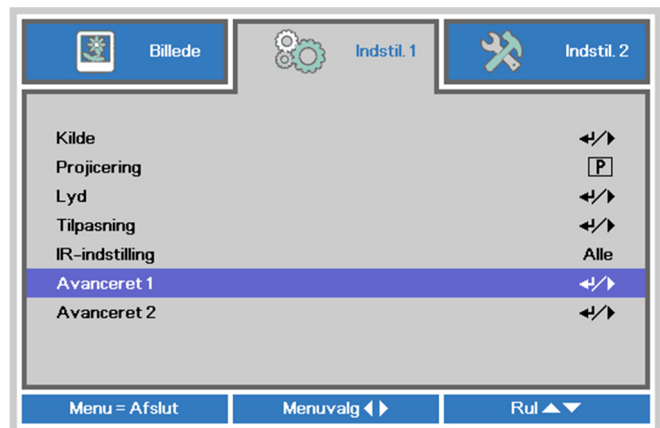 Billede
Indstil. 1
Indstil. 2
Kilde
Projicering P
Lyd
Tilpasning
IR-indstilling Alle
Avanceret 1
Avanceret 2
Menu = Afslut
Menuvalg
Rul